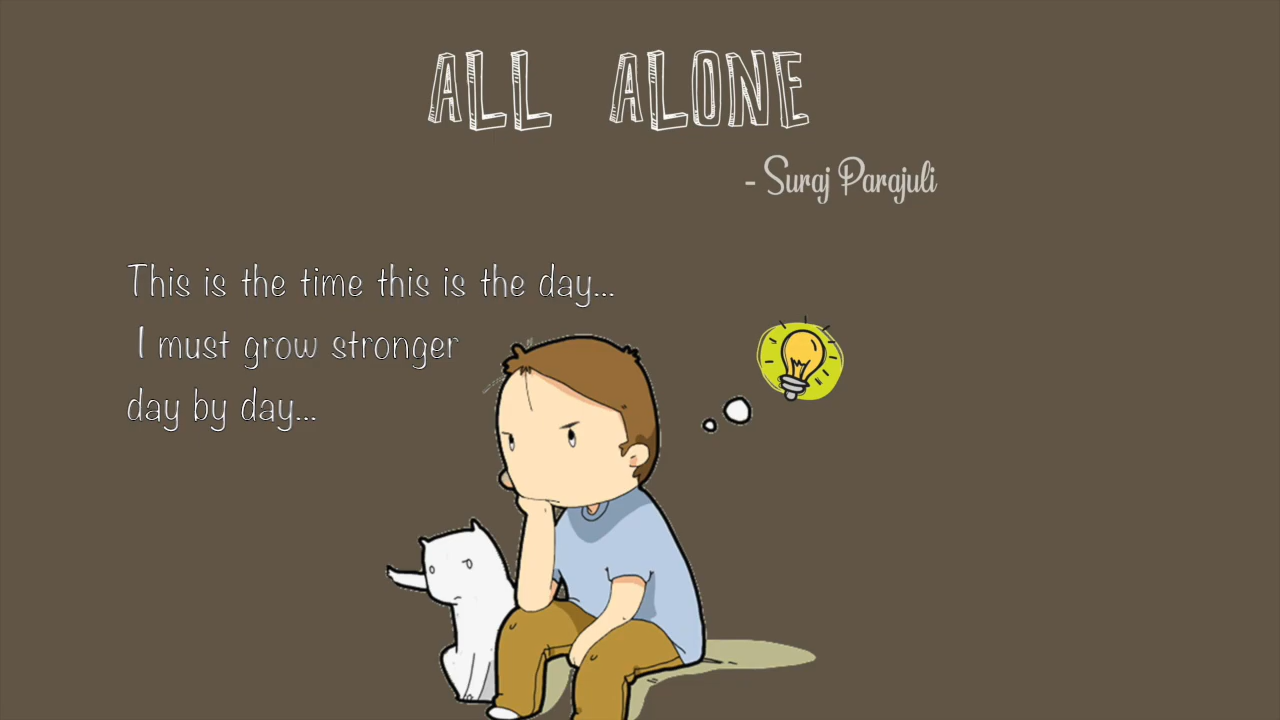 ALL ALONE
- Suraj Parajuli
This is the time this is the day...
I must grow stronger
day by day...